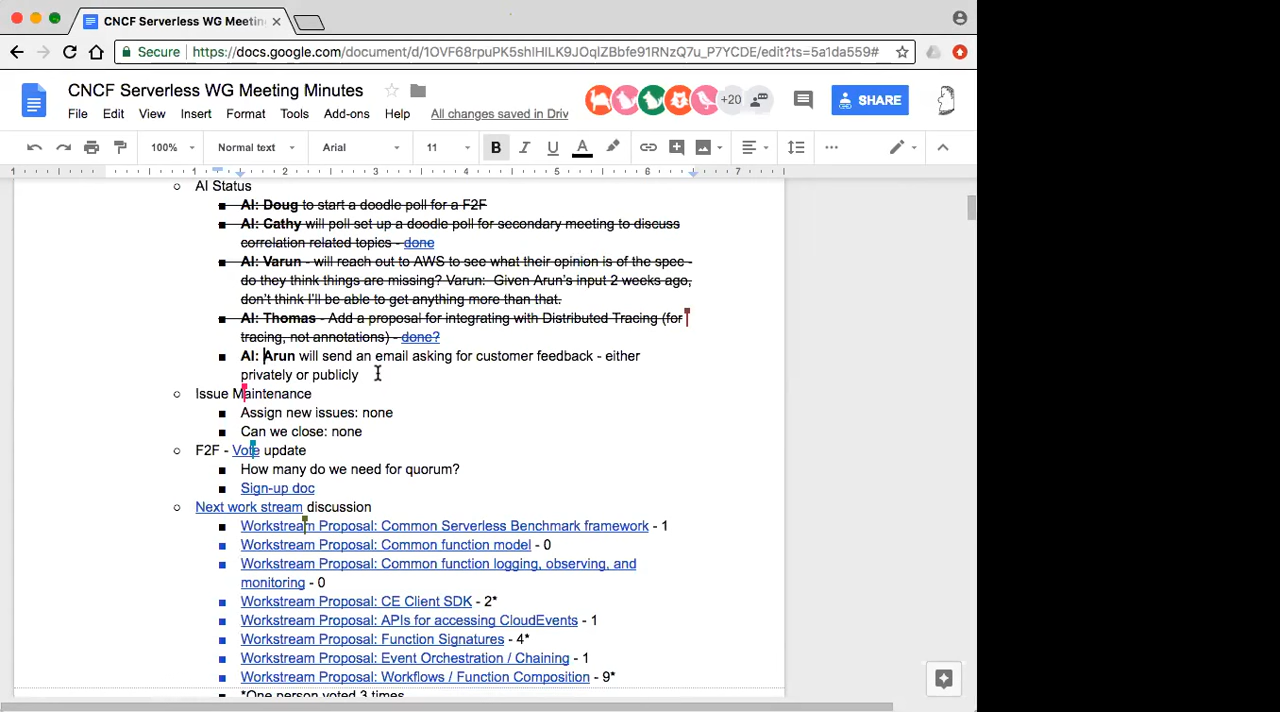 CNCF Serverless WG Meetin
Secure
https://docs.google.com/document/d/1OVF68rpuPK5shIHILK9JOqlZBbfe91RNzQ7u_P7YCDE/edit?ts=5a1da559#
CNCF Serverless WG Meeting Minutes
+20
SHARE
File Edit View Insert Format Tools Add-ons Help All changes saved in Driv
100% Normal text Arial 11 B I U A
1 1 2 3 4 5 6 7
AI Status
AI: Doug to start a doodle poll for a F2F
AI: Cathy will poll set up a doodle poll for secondary meeting to discuss
correlation related topics - done
AI: Varun - will reach out to AWS to see what their opinion is of the spec -
do they think things are missing? Varun: Given Arun's input 2 weeks ago,
don't think I'll be able to get anything more than that.
AI: Thomas - Add a proposal for integrating with Distributed Tracing (for
tracing, not annotations) - done?
AI: Arun will send an email asking for customer feedback - either
privately or publicly
Issue Maintenance
Assign new issues: none
Can we close: none
F2F - Vote update
How many do we need for quorum?
Sign-up doc
Next work stream discussion
Workstream Proposal: Common Serverless Benchmark framework - 1
Workstream Proposal: Common function model - 0
Workstream Proposal: Common function logging, observing, and
monitoring - 0
Workstream Proposal: CE Client SDK - 2*
Workstream Proposal: APIs for accessing CloudEvents - 1
Workstream Proposal: Function Signatures - 4*
Workstream Proposal: Event Orchestration / Chaining - 1
Workstream Proposal: Workflows / Function Composition - 9*
*One person voted 3 times